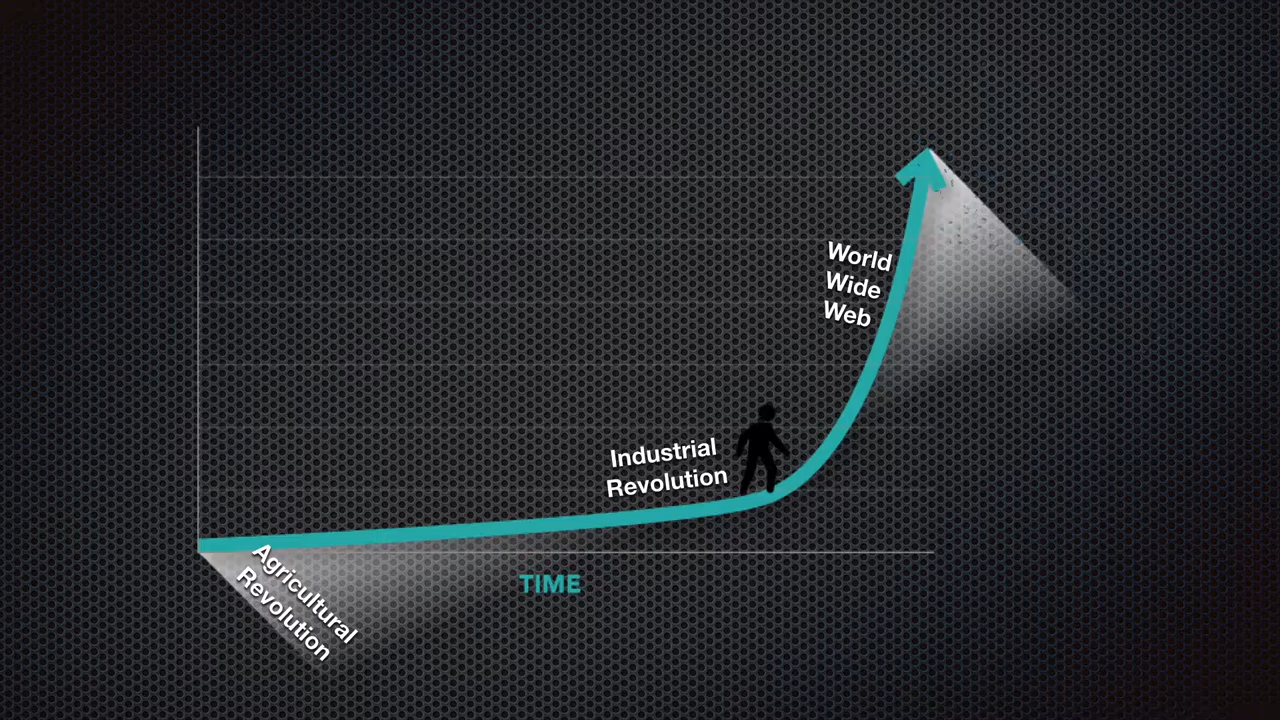 World
Wide
Web
Industrial
Revolution
Agricultural
Revolution
TIME